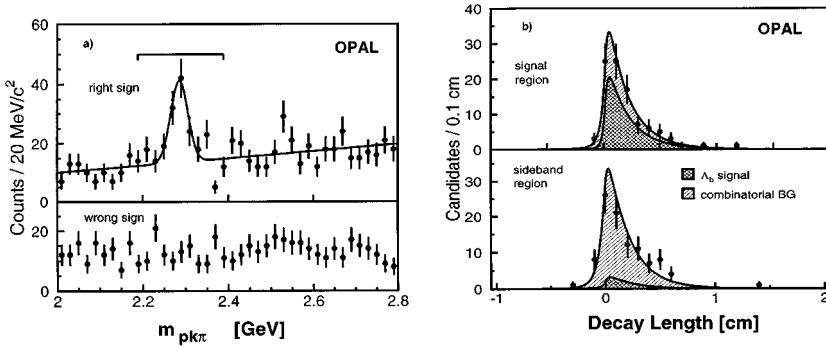 a)
OPAL
right sign
Counts / 20 MeV/c²
60
40
20
0
wrong sign
20
10
0
2
2.2
2.4
2.6
2.8
m pkπ [GeV]
b)
OPAL
signal
region
Candidates / 0.1 cm
40
30
20
10
0
sideband
region
Λb signal
combinatorial BG
30
20
10
0
-1
0
1
2
Decay Length [cm]